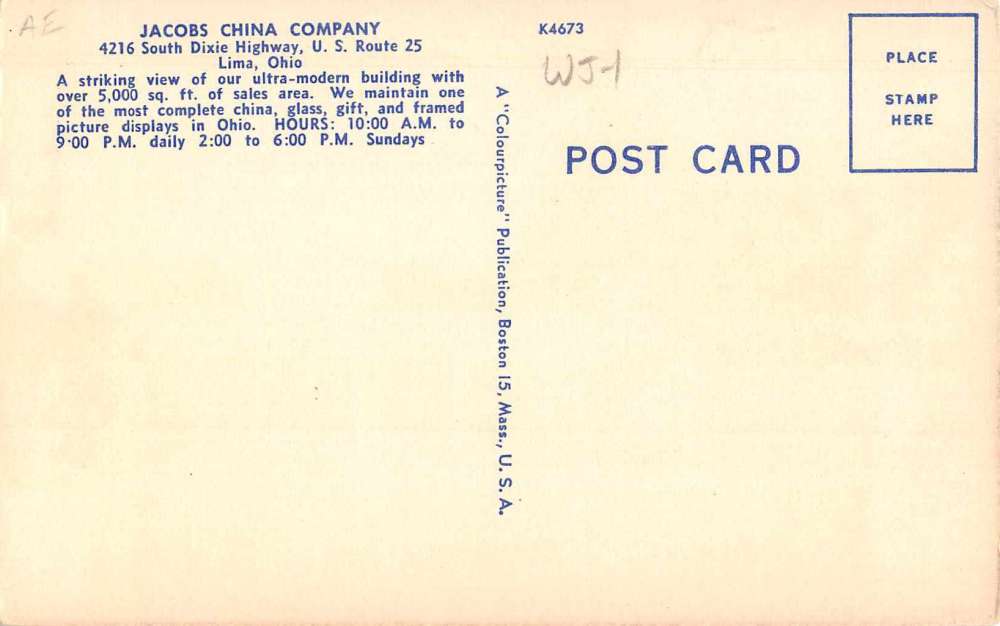 AE
JACOBS CHINA COMPANY
4216 South Dixie Highway, U. S. Route 25
Lima, Ohio
A striking view of our ultra-modern building with
over 5,000 sq. ft. of sales area. We maintain one
of the most complete china, glass, gift, and framed
picture displays in Ohio. HOURS: 10:00 A.M. to
9:00 P.M. daily 2:00 to 6:00 P.M. Sundays
A "Colourpicture" Publication, Boston 15, Mass., U. S. A.
K4673
WJ-1
POST CARD
PLACE
STAMP
HERE